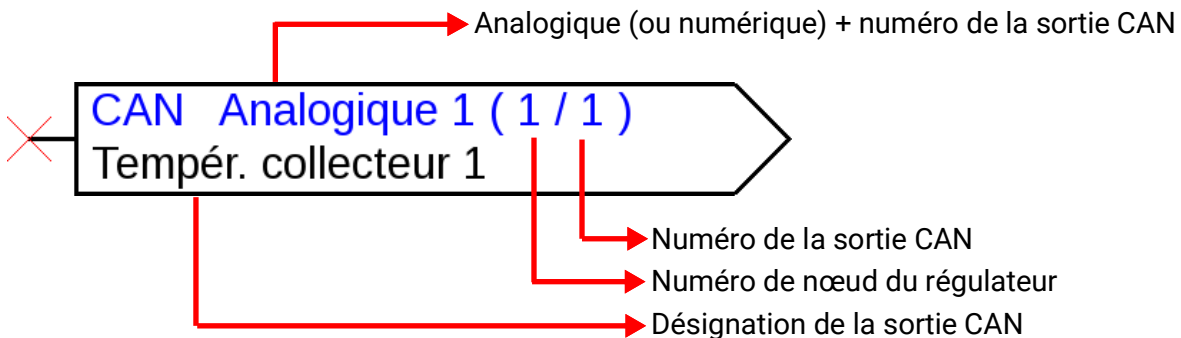 Analogique (ou numérique) + numéro de la sortie CAN
CAN Analogique 1 ( 1 / 1 )
Tempér. collecteur 1
Numéro de la sortie CAN
Numéro de nœud du régulateur
Désignation de la sortie CAN